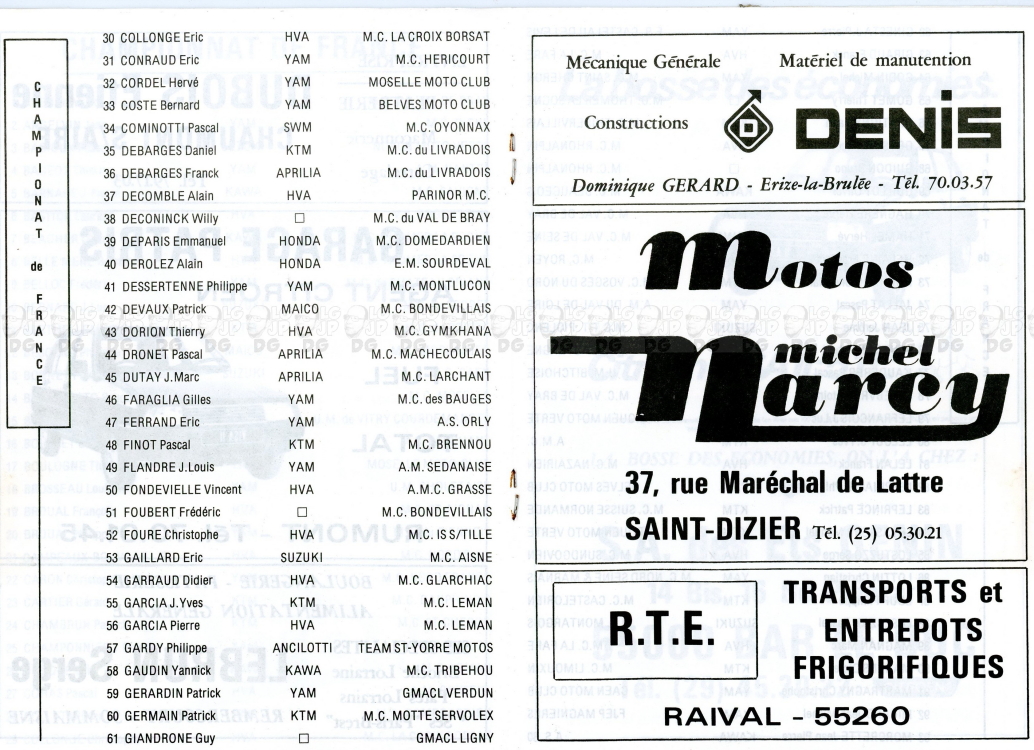 CHAMPIONNAT de FRANCE
30 COLLONGE Eric HVA M.C. LA CROIX BORSAT
31 CONRAUD Eric YAM M.C. HERICOURT
32 CORDEL Hervé YAM MOSELLE MOTO CLUB
33 COSTE Bernard YAM BELVES MOTO CLUB
34 COMINOTTI Pascal SWM M.C. OYONNAX
35 DEBARGES Daniel KTM M.C. du LIVRADOIS
36 DEBARGES Franck APRILIA M.C. du LIVRADOIS
37 DECOMBLE Alain HVA PARINOR M.C.
38 DECONINCK Willy □ M.C. du VAL DE BRAY
39 DEPARIS Emmanuel HONDA M.C. DOMEDARDIEN
40 DEROLEZ Alain HONDA E.M. SOURDEVAL
41 DESSERTENNE Philippe YAM M.C. MONTLUCON
42 DEVAUX Patrick MAICO M.C. BONDEVILLAIS
43 DORION Thierry HVA M.C. GYMKHANA
44 DRONET Pascal APRILIA M.C. MACHECOULAIS
45 DUTAY J.Marc APRILIA M.C. LARCHANT
46 FARAGLIA Gilles YAM M.C. des BAUGES
47 FERRAND Eric YAM A.S. ORLY
48 FINOT Pascal KTM M.C. BRIENNOU
49 FLANDRE J.Louis YAM A.M. SEDANAISE
50 FONDEVIELLE Vincent HVA A.M.C. GRASSE
51 FOUBERT Frédéric □ M.C. BONDEVILLAIS
52 FOURE Christophe HVA M.C. IS S/TILLE
53 GAILLARD Eric SUZUKI M.C. AISNE
54 GARRAUD Didier HVA M.C. GLARCHIAC
55 GARCIA J.Yves KTM M.C. LEMAN
56 GARCIA Pierre HVA M.C. LEMAN
57 GARDY Philippe ANCILOTTI TEAM ST-YORRE MOTOS
58 GAUDIN Yvan KAWA M.C. TRIBEHOU
59 GERARDIN Patrick YAM GMACL VERDUN
60 GERMAIN Patrick KTM M.C. MOTTE SERVOLEX
61 GIANDRONE Guy □ GMACL LIGNY
Mécanique Générale Matériel de manutention
Constructions
D DENIS
Dominique GERARD - Erize-la-Brulée - Tél. 70.03.57
Motos
michel
Narcy
37, rue Maréchal de Lattre
SAINT-DIZIER Tél. (25) 05.30.21
R.T.E.
TRANSPORTS et
ENTREPOTS
FRIGORIFIQUES
RAIVAL - 55260